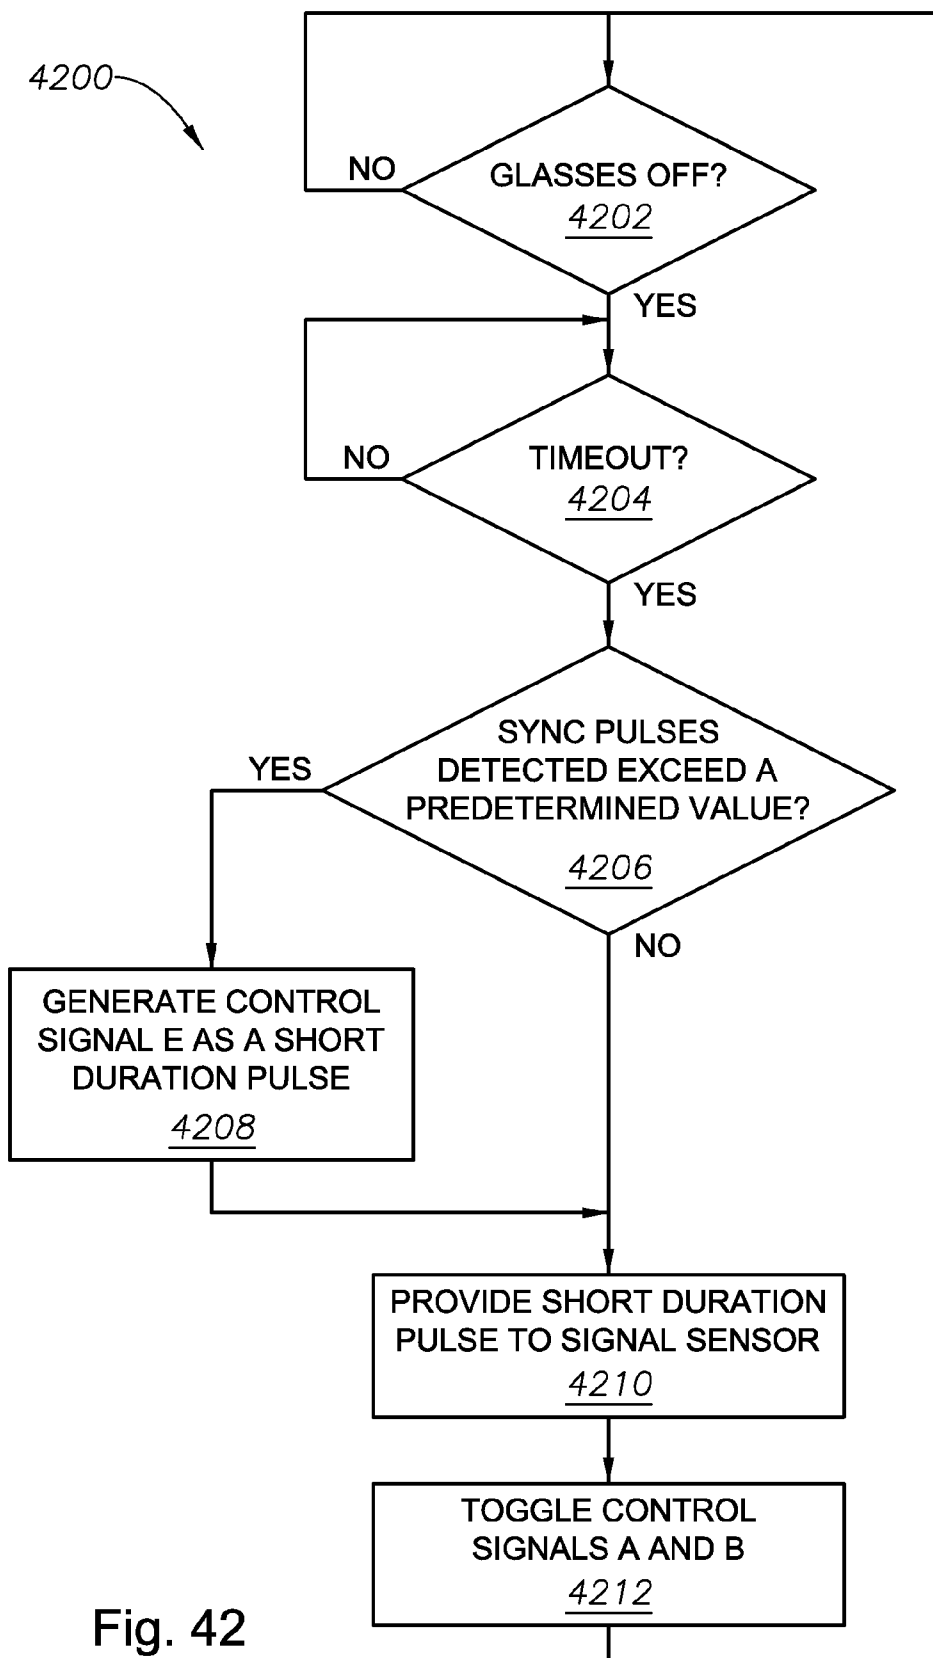 4200
NO
GLASSES OFF?
4202
YES
NO
TIMEOUT?
4204
YES
SYNC PULSES
DETECTED EXCEED A
PREDETERMINED VALUE?
4206
YES
NO
GENERATE CONTROL
SIGNAL E AS A SHORT
DURATION PULSE
4208
PROVIDE SHORT DURATION
PULSE TO SIGNAL SENSOR
4210
TOGGLE CONTROL
SIGNALS A AND B
4212
Fig. 42